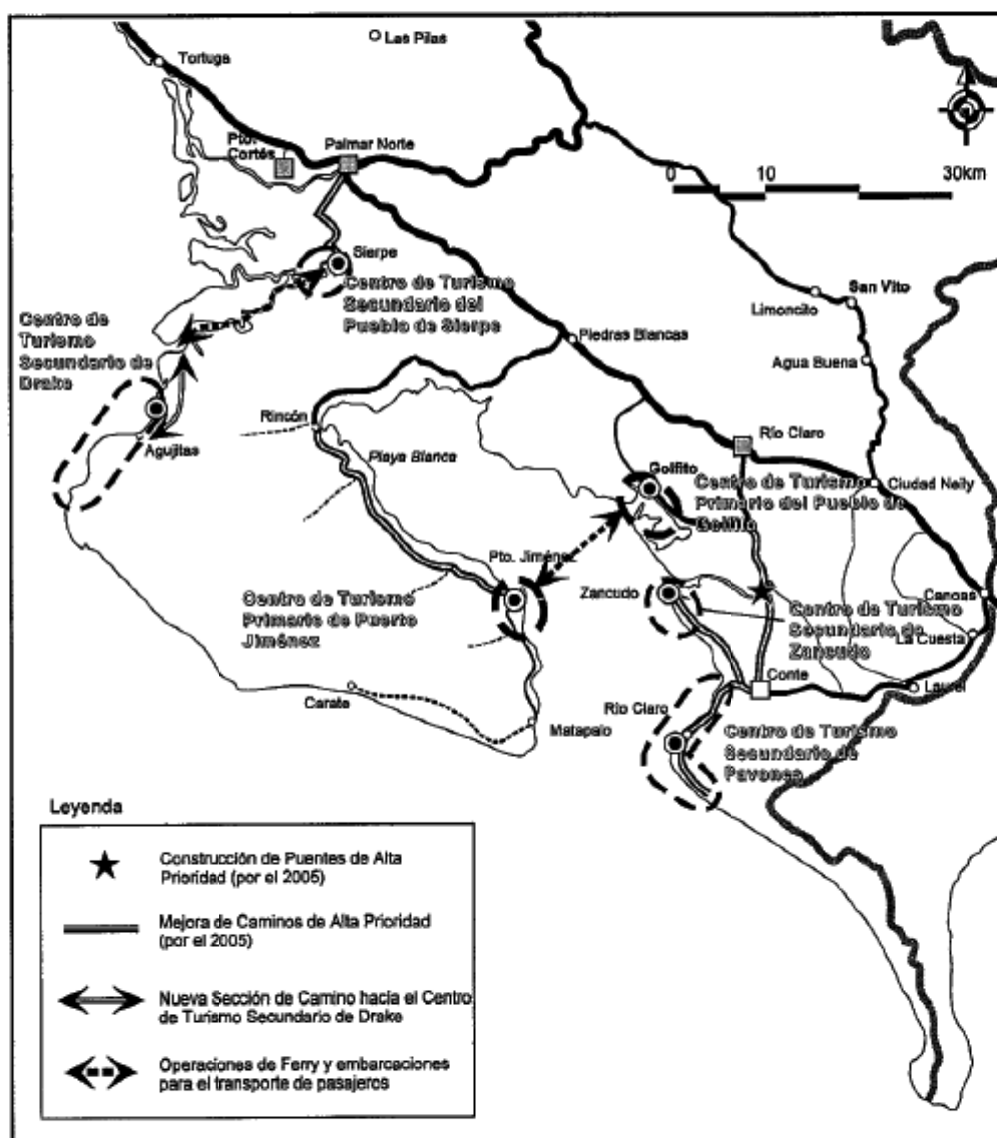 Las Pilas
Tortuga
Pto.
Cortés
Palmar Norte
0 10 30km
Sierpe
Centro de Turismo
Secundario del
Pueblo de Sierpe
San Vito
Limoncito
Centro de
Turismo
Secundario de
Drake
Piedras Blancas
Agua Buena
Rincón
Agujitas
Playa Blanca
Río Claro
Golfito
Ciudad Neily
Centro de Turismo
Primario del Pueblo de
Golfito
Pto. Jiménez
Zancudo
Canoas
Centro de Turismo
Primario de Puerto
Jiménez
Centro de Turismo
Secundario de
Zancudo
La Cuesta
Conte
Laurel
Carate
Río Claro
Matapalo
Centro de Turismo
Secundario de
Pavones
Leyenda
Construcción de Puentes de Alta
Prioridad (por el 2005)
Mejora de Caminos de Alta Prioridad
(por el 2005)
Nueva Sección de Camino hacia el Centro
de Turismo Secundario de Drake
Operaciones de Ferry y embarcaciones
para el transporte de pasajeros